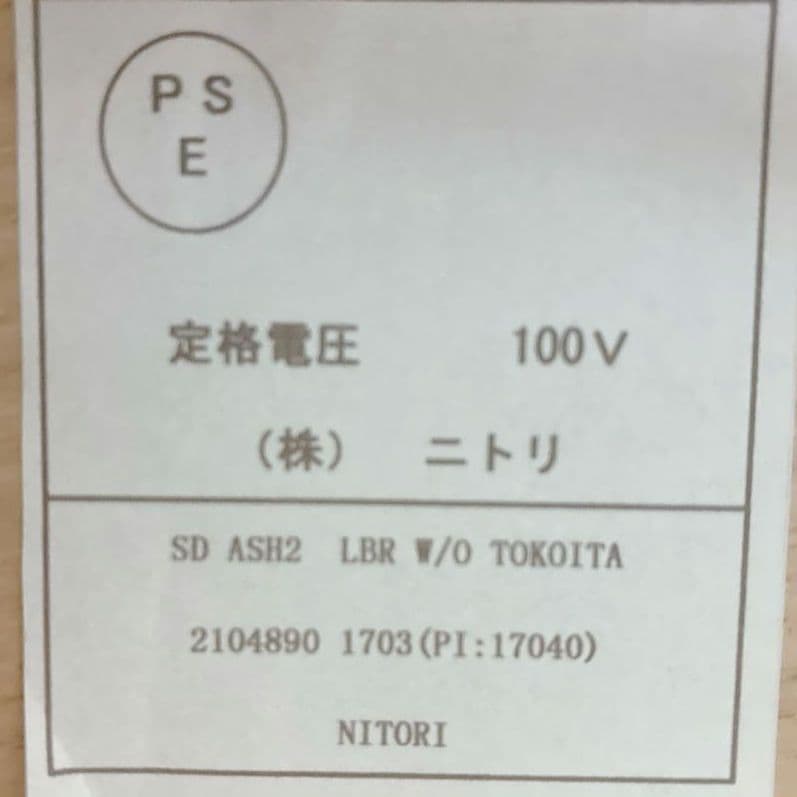 P S
E
定格電圧 100V
(株) ニトリ
SD ASH2 LBR W/O TOKOITA
2104890 1703(PI:17040)
NITORI